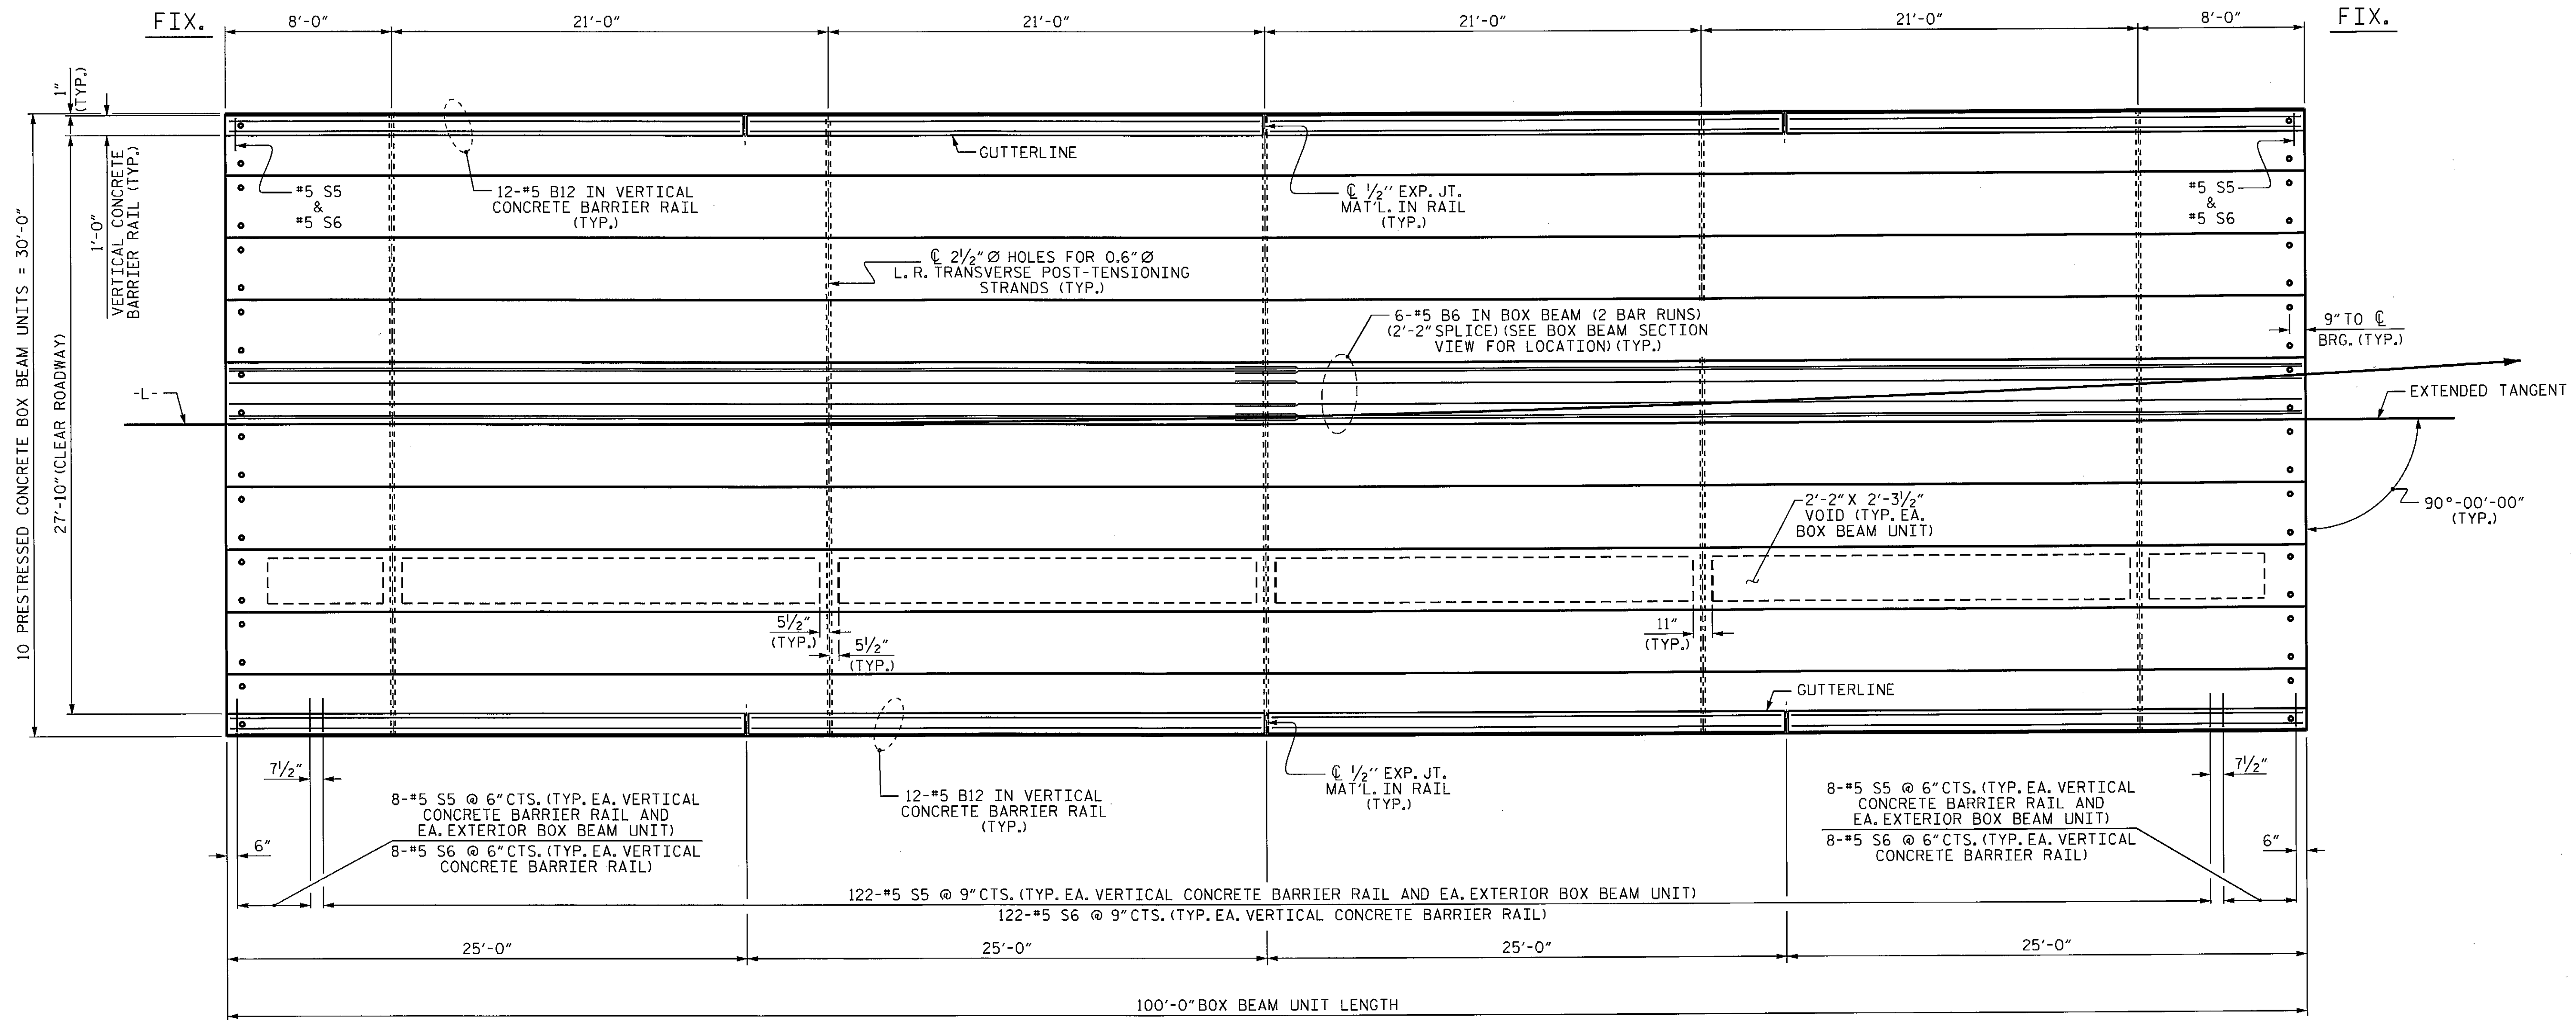 FIX.
8'-0"
21'-0"
21'-0"
21'-0"
21'-0"
8'-0"
FIX.
1"
(TYP.)
1'-0"
VERTICAL CONCRETE
BARRIER RAIL (TYP.)
10 PRESTRESSED CONCRETE BOX BEAM UNITS = 30'-0"
27'-10" (CLEAR ROADWAY)
GUTTERLINE
#5 S5
&
#5 S6
12-#5 B12 IN VERTICAL
CONCRETE BARRIER RAIL
(TYP.)
℄ 1/2" EXP. JT.
MAT'L. IN RAIL
(TYP.)
#5 S5
&
#5 S6
℄ 2 1/2" Ø HOLES FOR 0.6" Ø
L. R. TRANSVERSE POST-TENSIONING
STRANDS (TYP.)
6-#5 B6 IN BOX BEAM (2 BAR RUNS)
(2'-2" SPLICE) (SEE BOX BEAM SECTION
VIEW FOR LOCATION) (TYP.)
9" TO ℄
BRG. (TYP.)
-L-
EXTENDED TANGENT
2'-2" X 2'-3 1/2"
VOID (TYP. EA.
BOX BEAM UNIT)
90°-00'-00"
(TYP.)
5 1/2"
(TYP.)
5 1/2"
(TYP.)
11"
(TYP.)
GUTTERLINE
7 1/2"
8-#5 S5 @ 6" CTS. (TYP. EA. VERTICAL
CONCRETE BARRIER RAIL AND
EA. EXTERIOR BOX BEAM UNIT)
8-#5 S6 @ 6" CTS. (TYP. EA. VERTICAL
CONCRETE BARRIER RAIL)
6"
12-#5 B12 IN VERTICAL
CONCRETE BARRIER RAIL
(TYP.)
℄ 1/2" EXP. JT.
MAT'L. IN RAIL
(TYP.)
8-#5 S5 @ 6" CTS. (TYP. EA. VERTICAL
CONCRETE BARRIER RAIL AND
EA. EXTERIOR BOX BEAM UNIT)
8-#5 S6 @ 6" CTS. (TYP. EA. VERTICAL
CONCRETE BARRIER RAIL)
7 1/2"
6"
122-#5 S5 @ 9" CTS. (TYP. EA. VERTICAL CONCRETE BARRIER RAIL AND EA. EXTERIOR BOX BEAM UNIT)
122-#5 S6 @ 9" CTS. (TYP. EA. VERTICAL CONCRETE BARRIER RAIL)
25'-0"
25'-0"
25'-0"
25'-0"
100'-0" BOX BEAM UNIT LENGTH